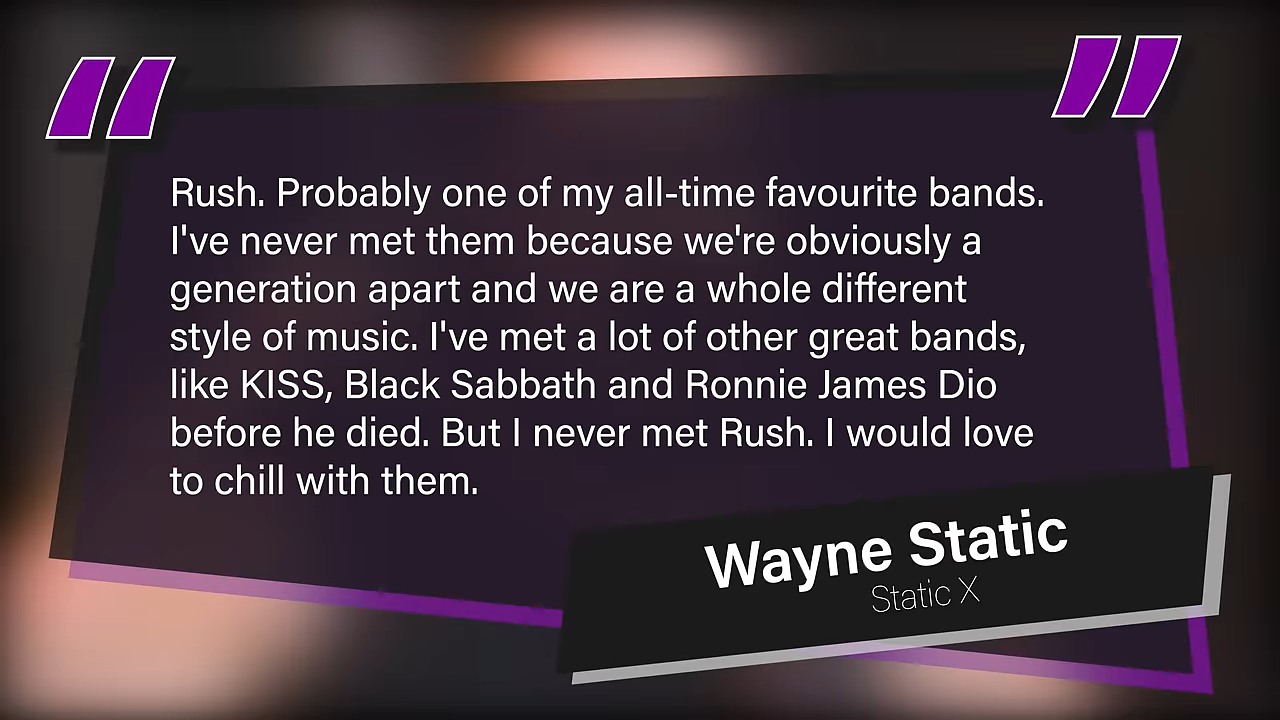 Rush. Probably one of my all-time favourite bands.
I've never met them because we're obviously a
generation apart and we are a whole different
style of music. I've met a lot of other great bands,
like KISS, Black Sabbath and Ronnie James Dio
before he died. But I never met Rush. I would love
to chill with them.
Wayne Static
Static X